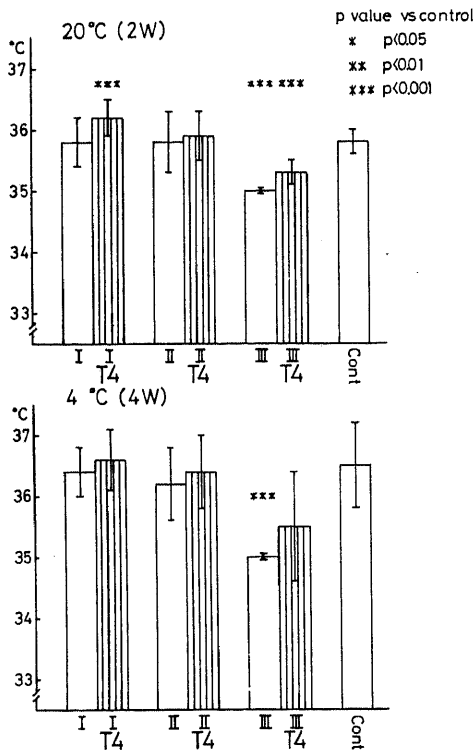 p value vs control
* p<0.05
** p<0.01
*** p<0.001
20°C (2W)
°C
37
36
35
34
33
*** *** ***
I I II II III III Cont
T4 T4 T4
4 °C (4W)
°C
37
36
35
34
33
***
I I II II III III Cont
T4 T4 T4